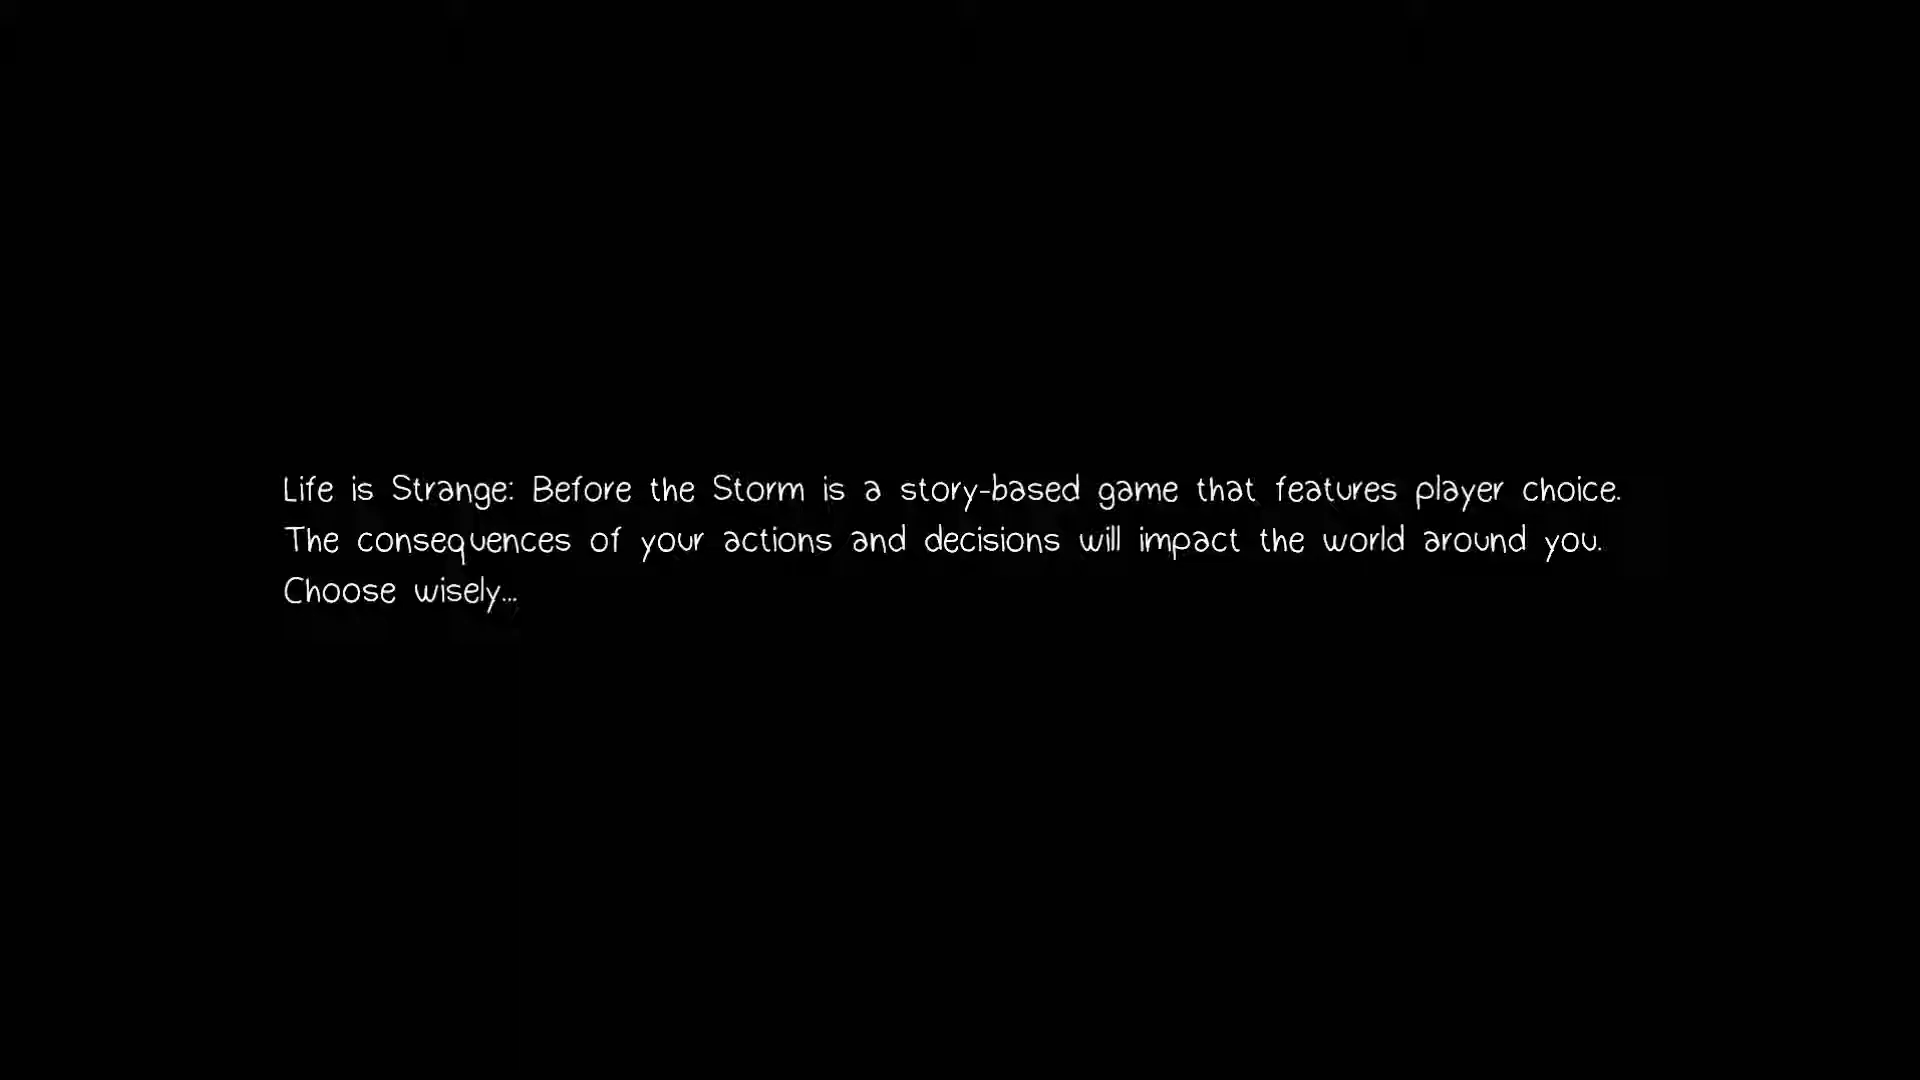 Life is Strange: Before the Storm is a story-based game that features player choice.
The consequences of your actions and decisions will impact the world around you.
Choose wisely...